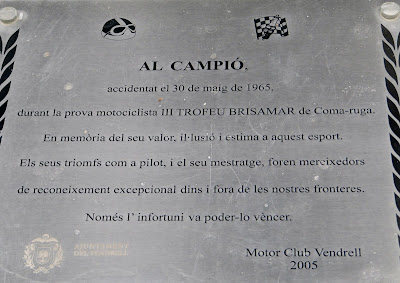 AL CAMPIÓ,
accidentat el 30 de maig de 1965,
durant la prova motociclista III TROFEU BRISAMAR de Coma-ruga.
En memòria del seu valor, il·lusió i estima a aquest esport.
Els seus triomfs com a pilot, i el seu mestratge, foren mereixedors
de reconeixement excepcional dins i fora de les nostres fronteres.
Només l' infortuni va poder-lo vèncer.
AJUNTAMENT
DEL VENDRELL
Motor Club Vendrell
2005